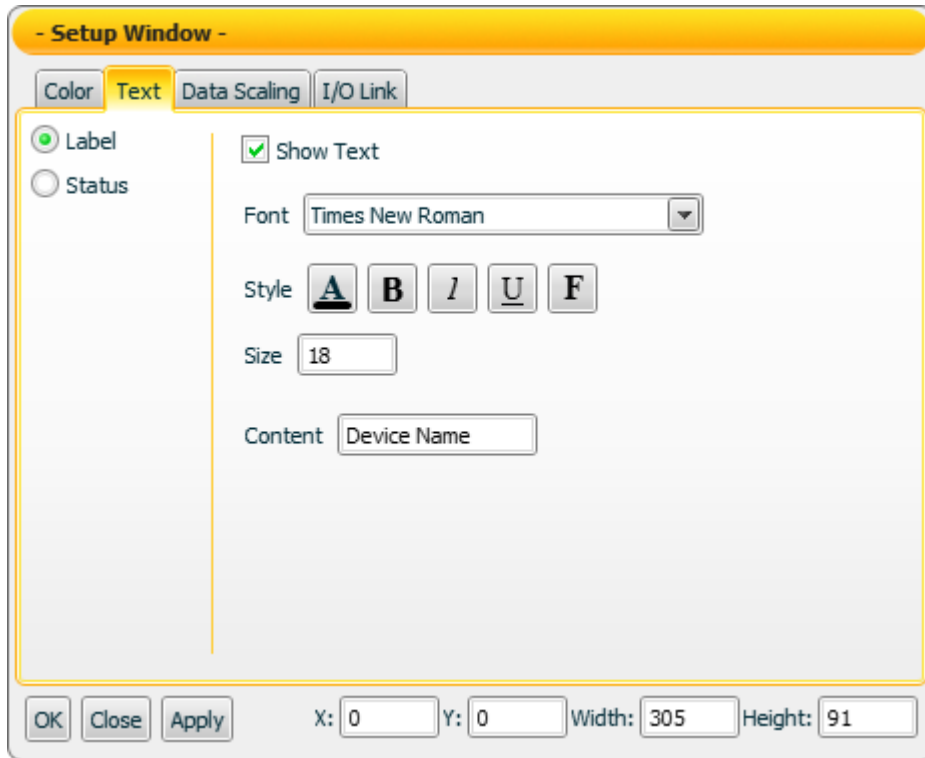 - Setup Window -
Color Text Data Scaling I/O Link
Label
Show Text
Status
Font Times New Roman
Style A B I U F
Size 18
Content Device Name
OK Close Apply X: 0 Y: 0 Width: 305 Height: 91